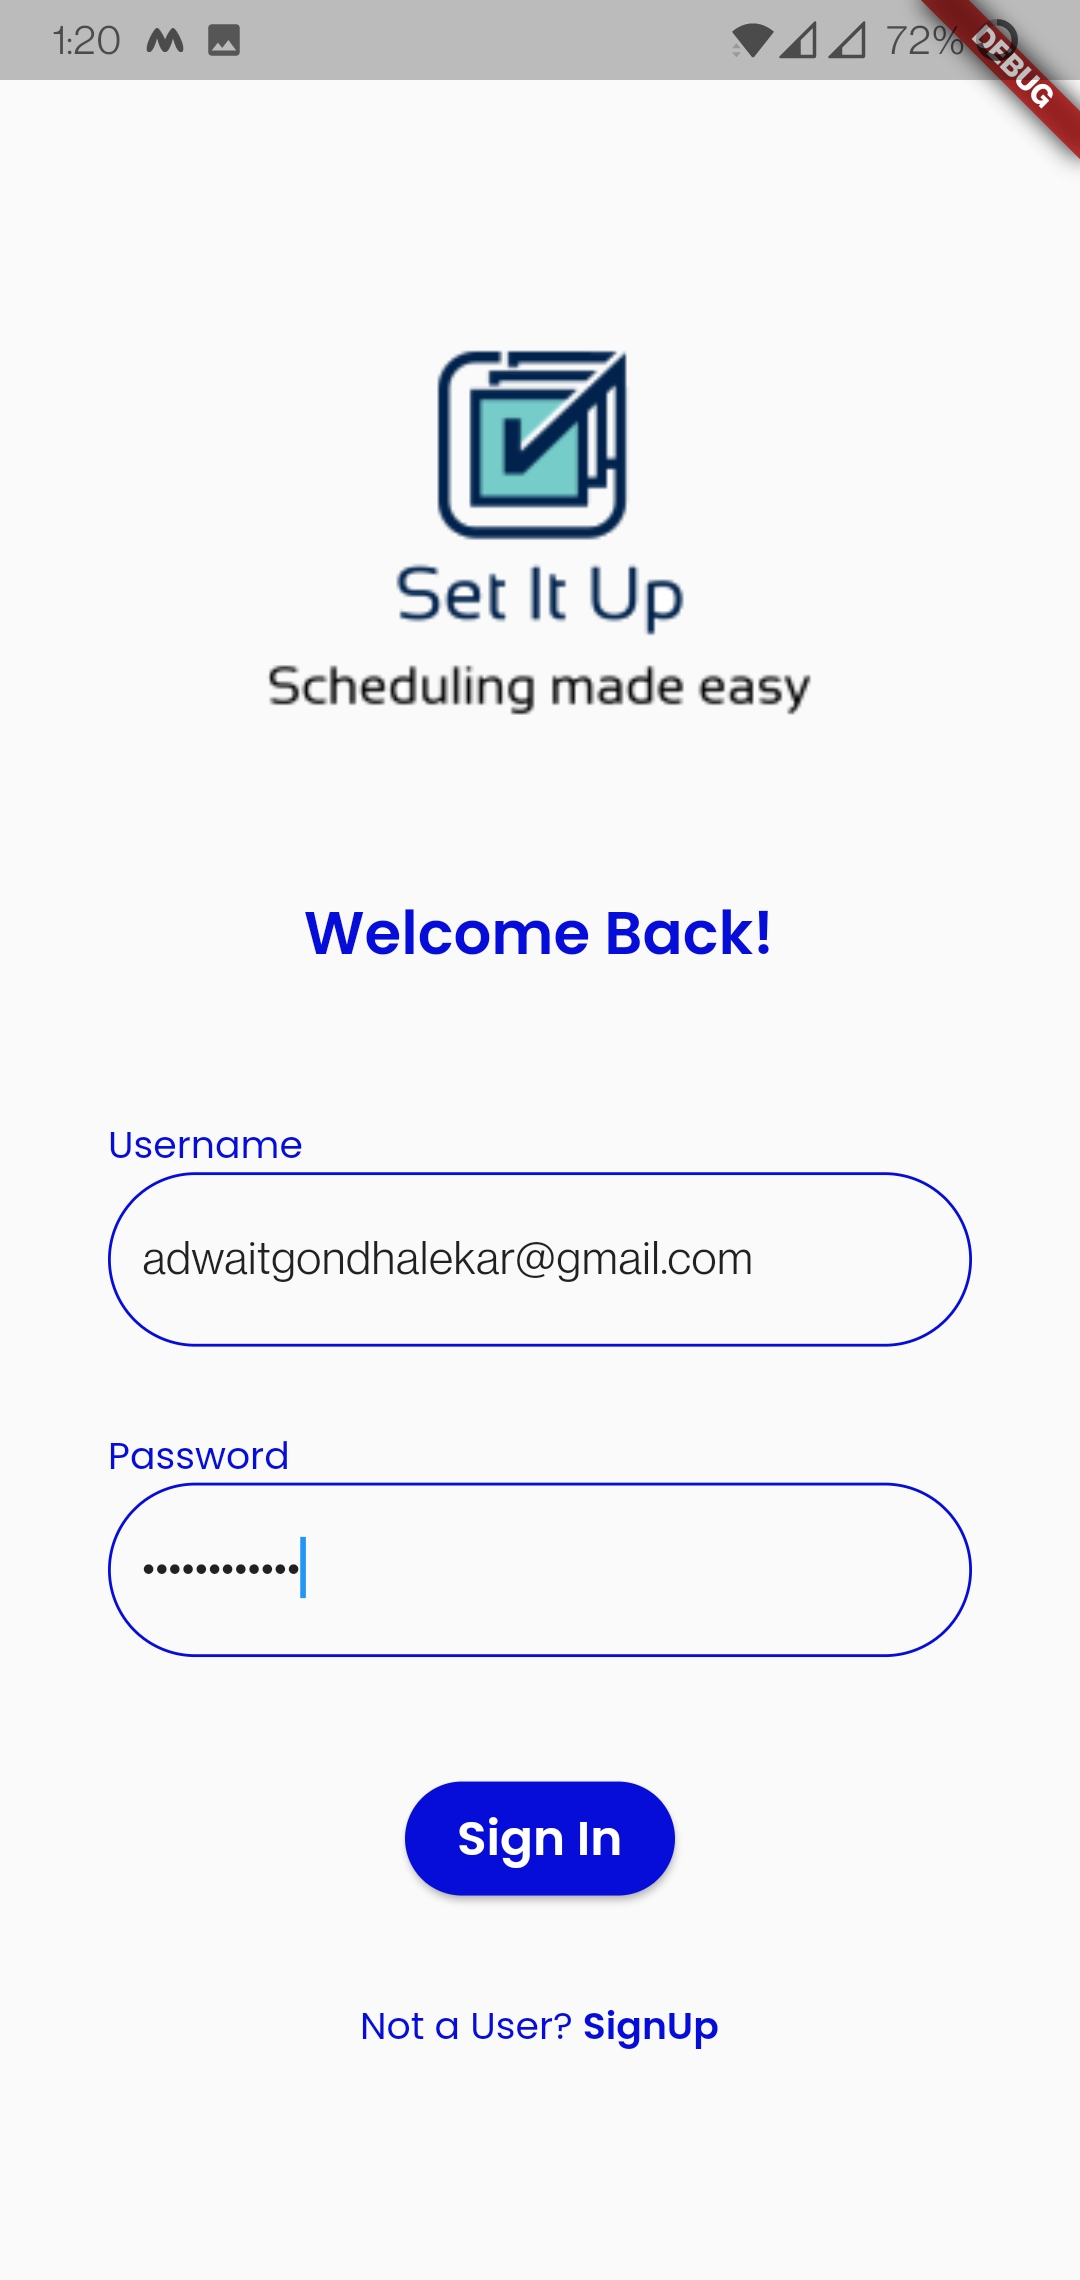 1:20 72%
DEBUG
Set It Up
Scheduling made easy
Welcome Back!
Username
adwaitgondhalekar@gmail.com
Password
••••••••••••
Sign In
Not a User? SignUp